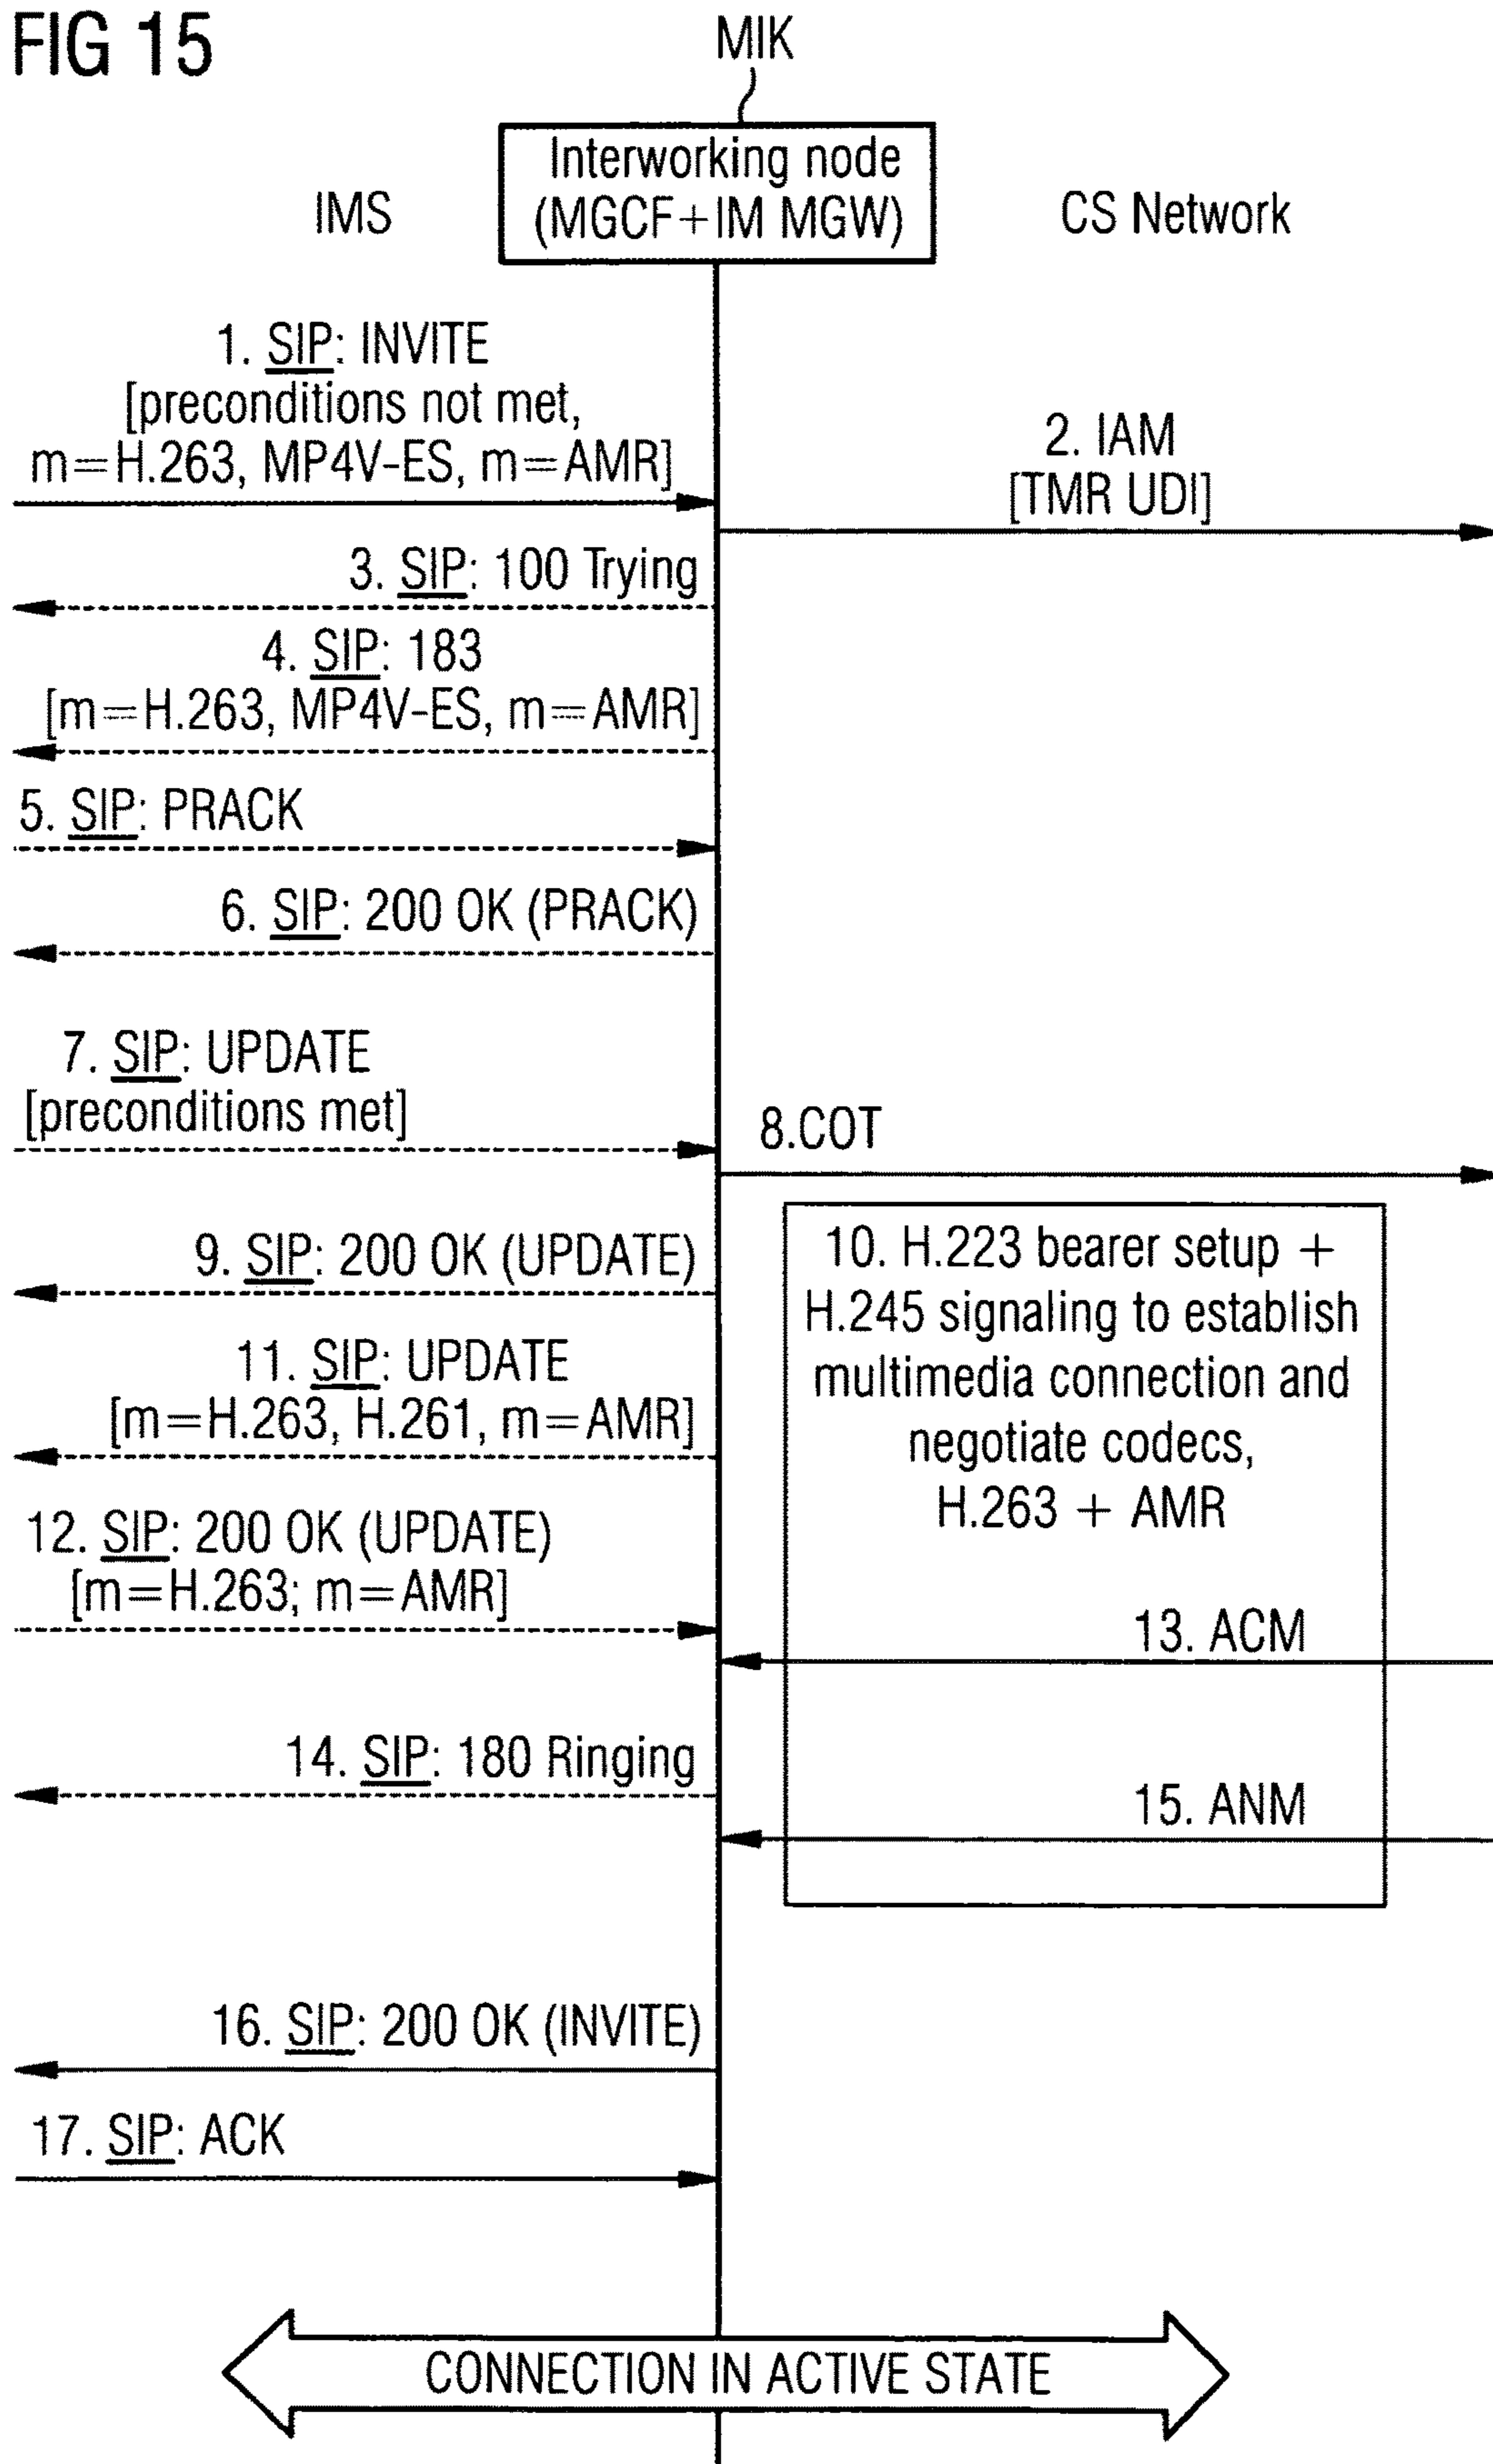 FIG 15
MIK
Interworking node
(MGCF+IM MGW)
IMS
CS Network
1. SIP: INVITE
[preconditions not met,
m=H.263, MP4V-ES, m=AMR]
2. IAM
[TMR UDI]
3. SIP: 100 Trying
4. SIP: 183
[m=H.263, MP4V-ES, m=AMR]
5. SIP: PRACK
6. SIP: 200 OK (PRACK)
7. SIP: UPDATE
[preconditions met]
8.COT
9. SIP: 200 OK (UPDATE)
10. H.223 bearer setup +
H.245 signaling to establish
multimedia connection and
negotiate codecs,
H.263 + AMR
11. SIP: UPDATE
[m=H.263, H.261, m=AMR]
12. SIP: 200 OK (UPDATE)
[m=H.263; m=AMR]
13. ACM
14. SIP: 180 Ringing
15. ANM
16. SIP: 200 OK (INVITE)
17. SIP: ACK
CONNECTION IN ACTIVE STATE